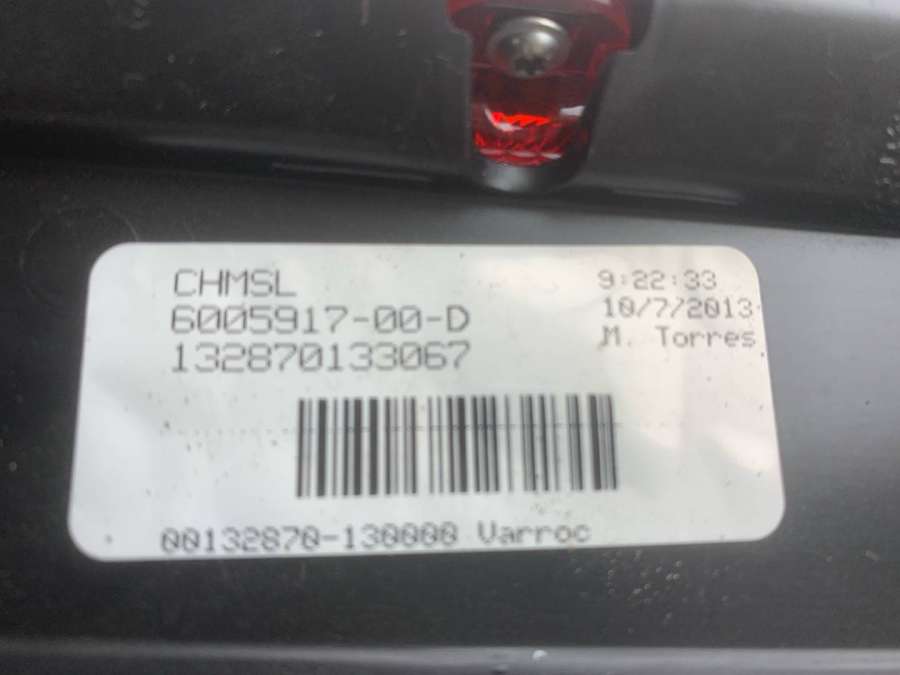 CHMSL
6005917-00-D
132870133067
9:22:33
10/7/2013
M. Torres
00132870-130000 Varroc